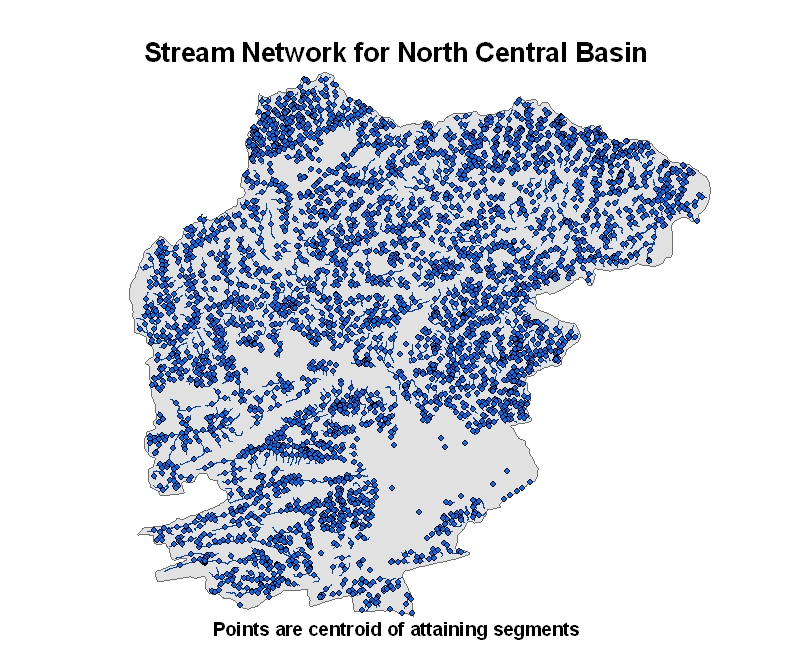 Stream Network for North Central Basin
Points are centroid of attaining segments